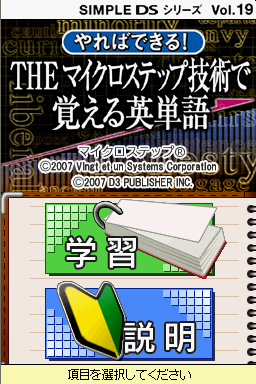 SIMPLE DS シリーズ Vol.19
やればできる!
THE マイクロステップ技術で
覚える英単語
マイクロステップ®
©2007 Vingt et un Systems Corporation
©2007 D3 PUBLISHER INC.
学習
説明
項目を選択してください